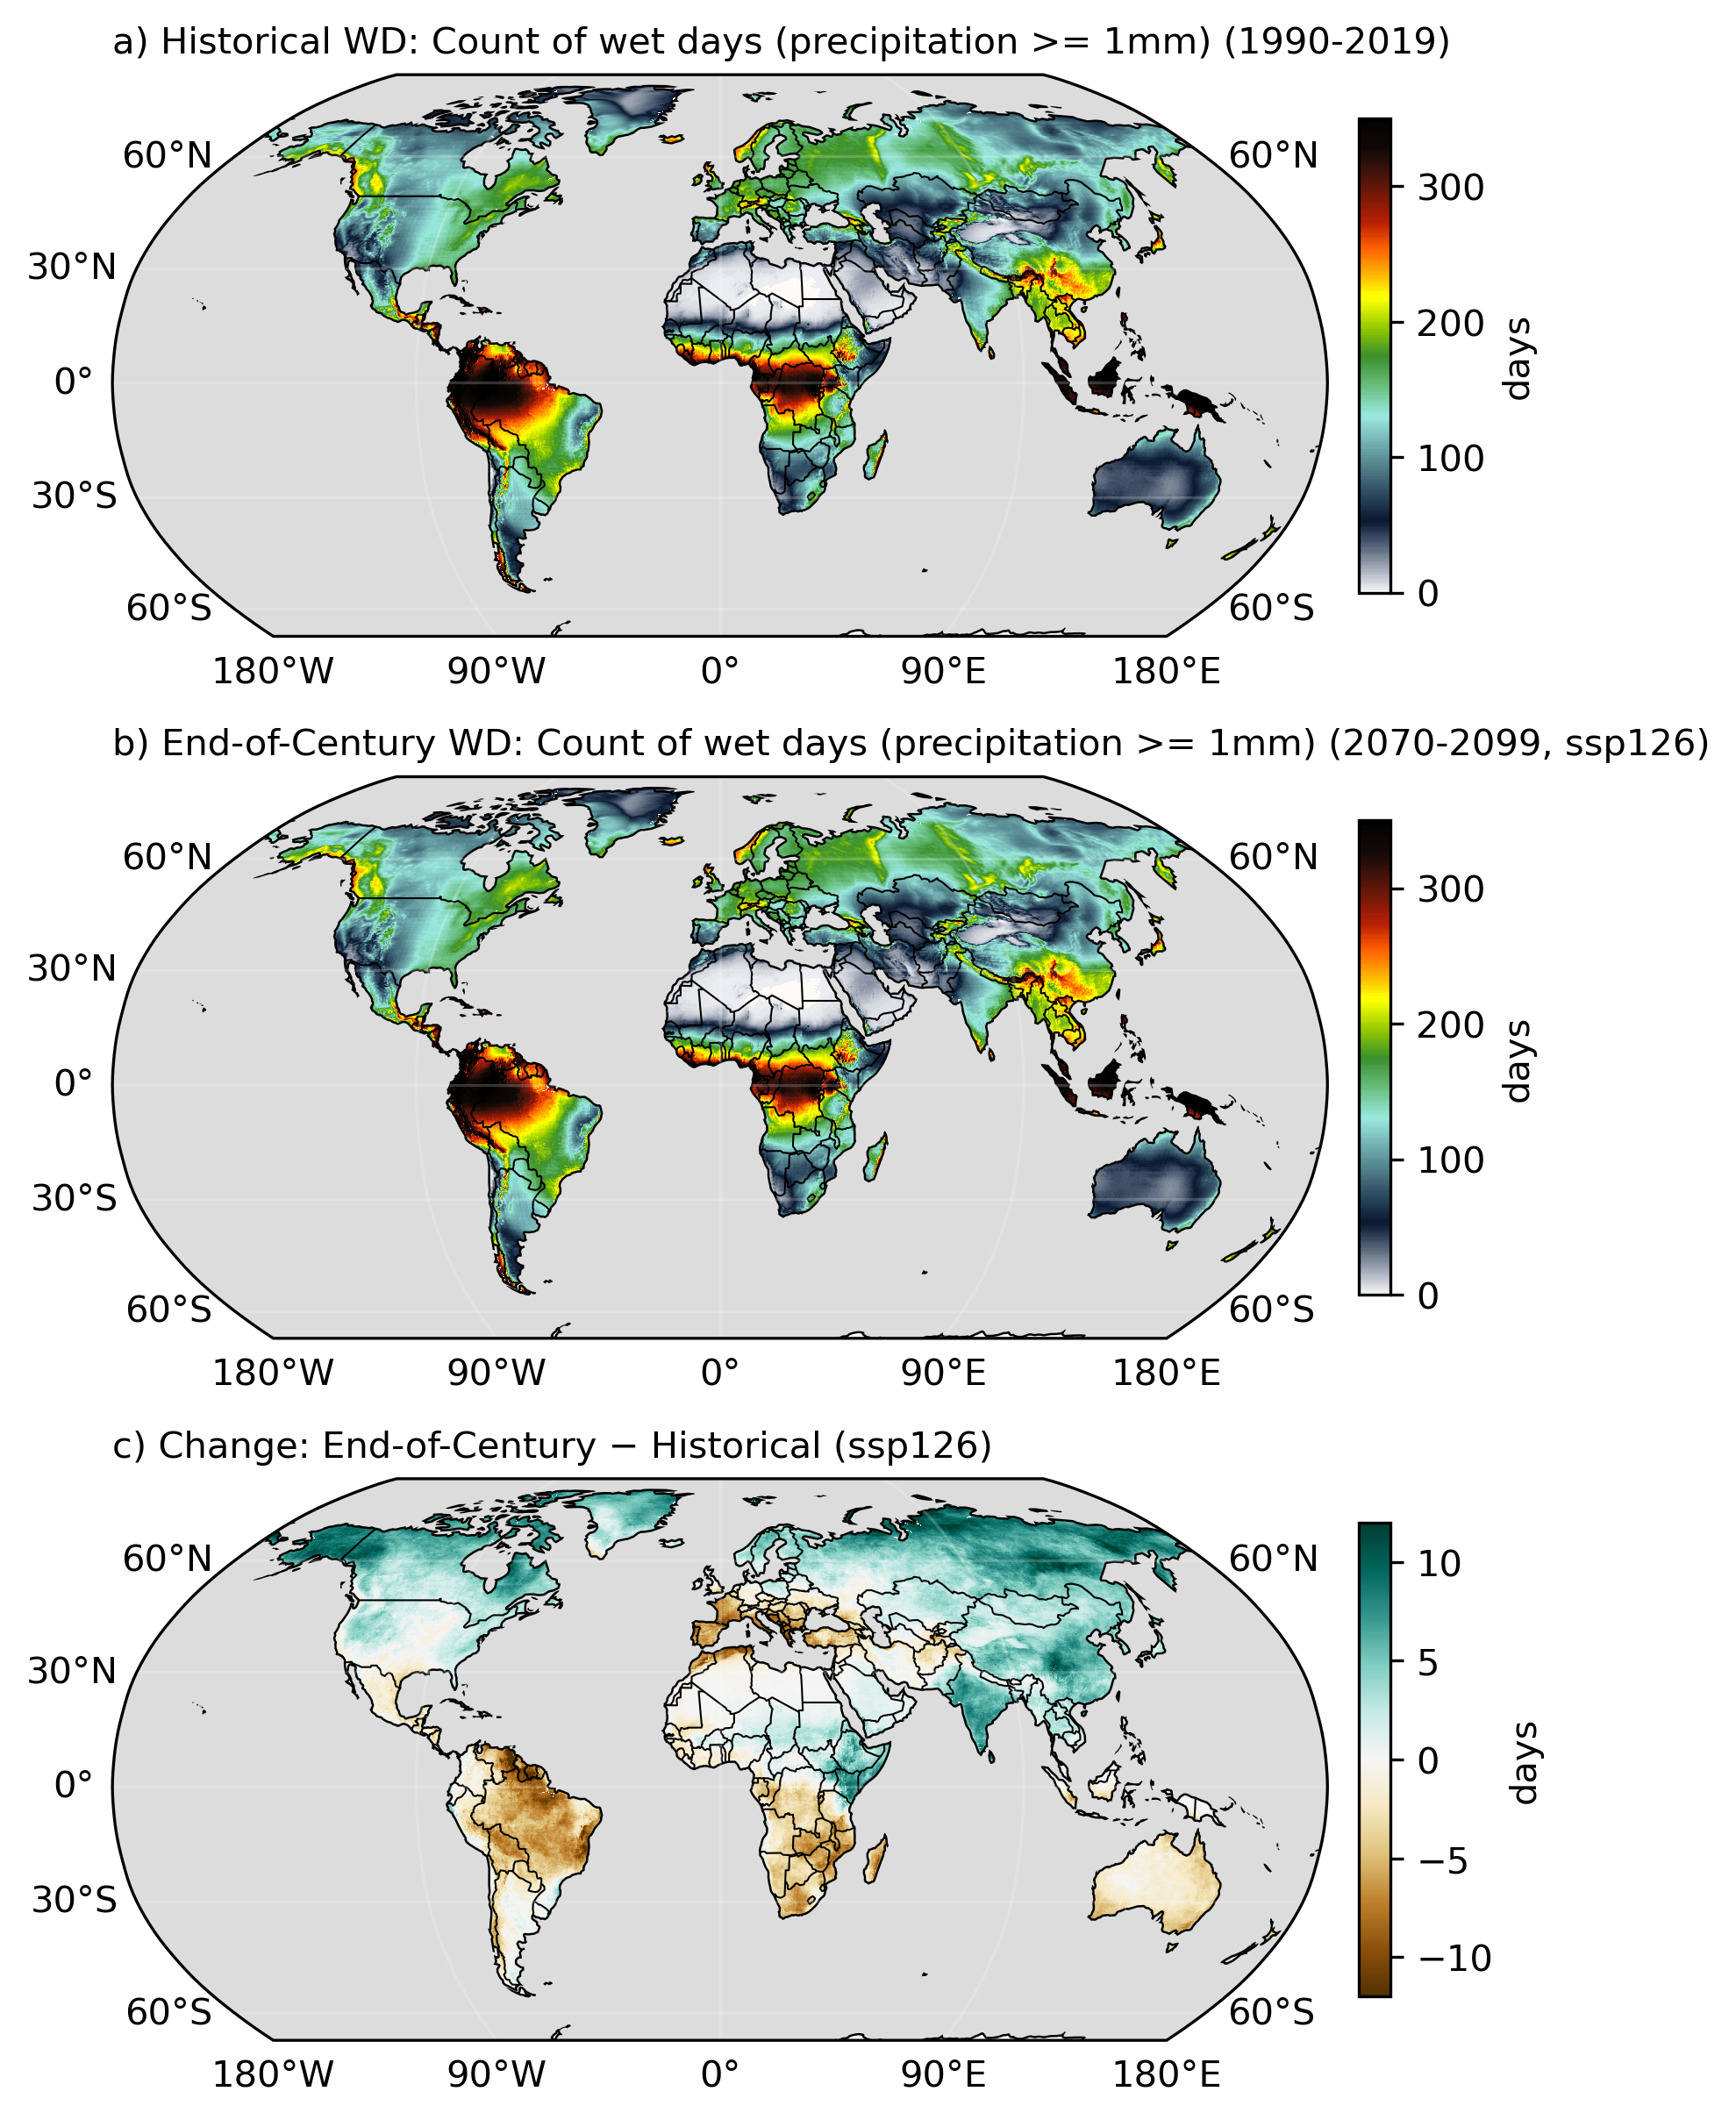 a) Historical WD: Count of wet days (precipitation >= 1mm) (1990-2019)
60°N 60°N
30°N
0°
30°S
60°S 60°S
180°W 90°W 0° 90°E 180°E
300
200
100
0
days
b) End-of-Century WD: Count of wet days (precipitation >= 1mm) (2070-2099, ssp126)
60°N 60°N
30°N
0°
30°S
60°S 60°S
180°W 90°W 0° 90°E 180°E
300
200
100
0
days
c) Change: End-of-Century − Historical (ssp126)
60°N 60°N
30°N
0°
30°S
60°S 60°S
180°W 90°W 0° 90°E 180°E
10
5
0
−5
−10
days